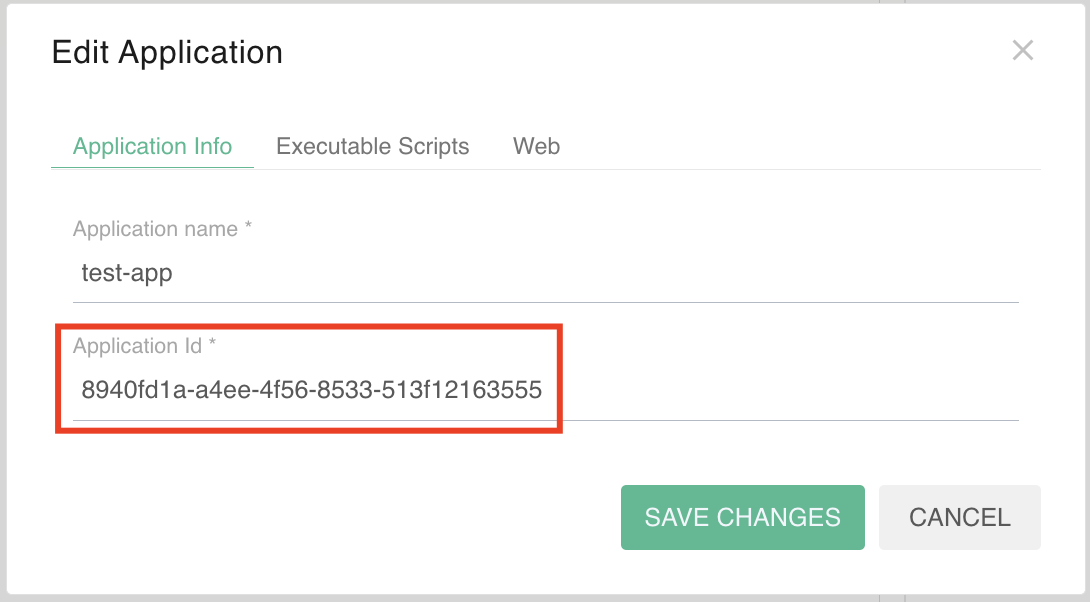 Edit Application
Application Info Executable Scripts Web
Application name *
test-app
Application Id *
8940fd1a-a4ee-4f56-8533-513f12163555
SAVE CHANGES CANCEL